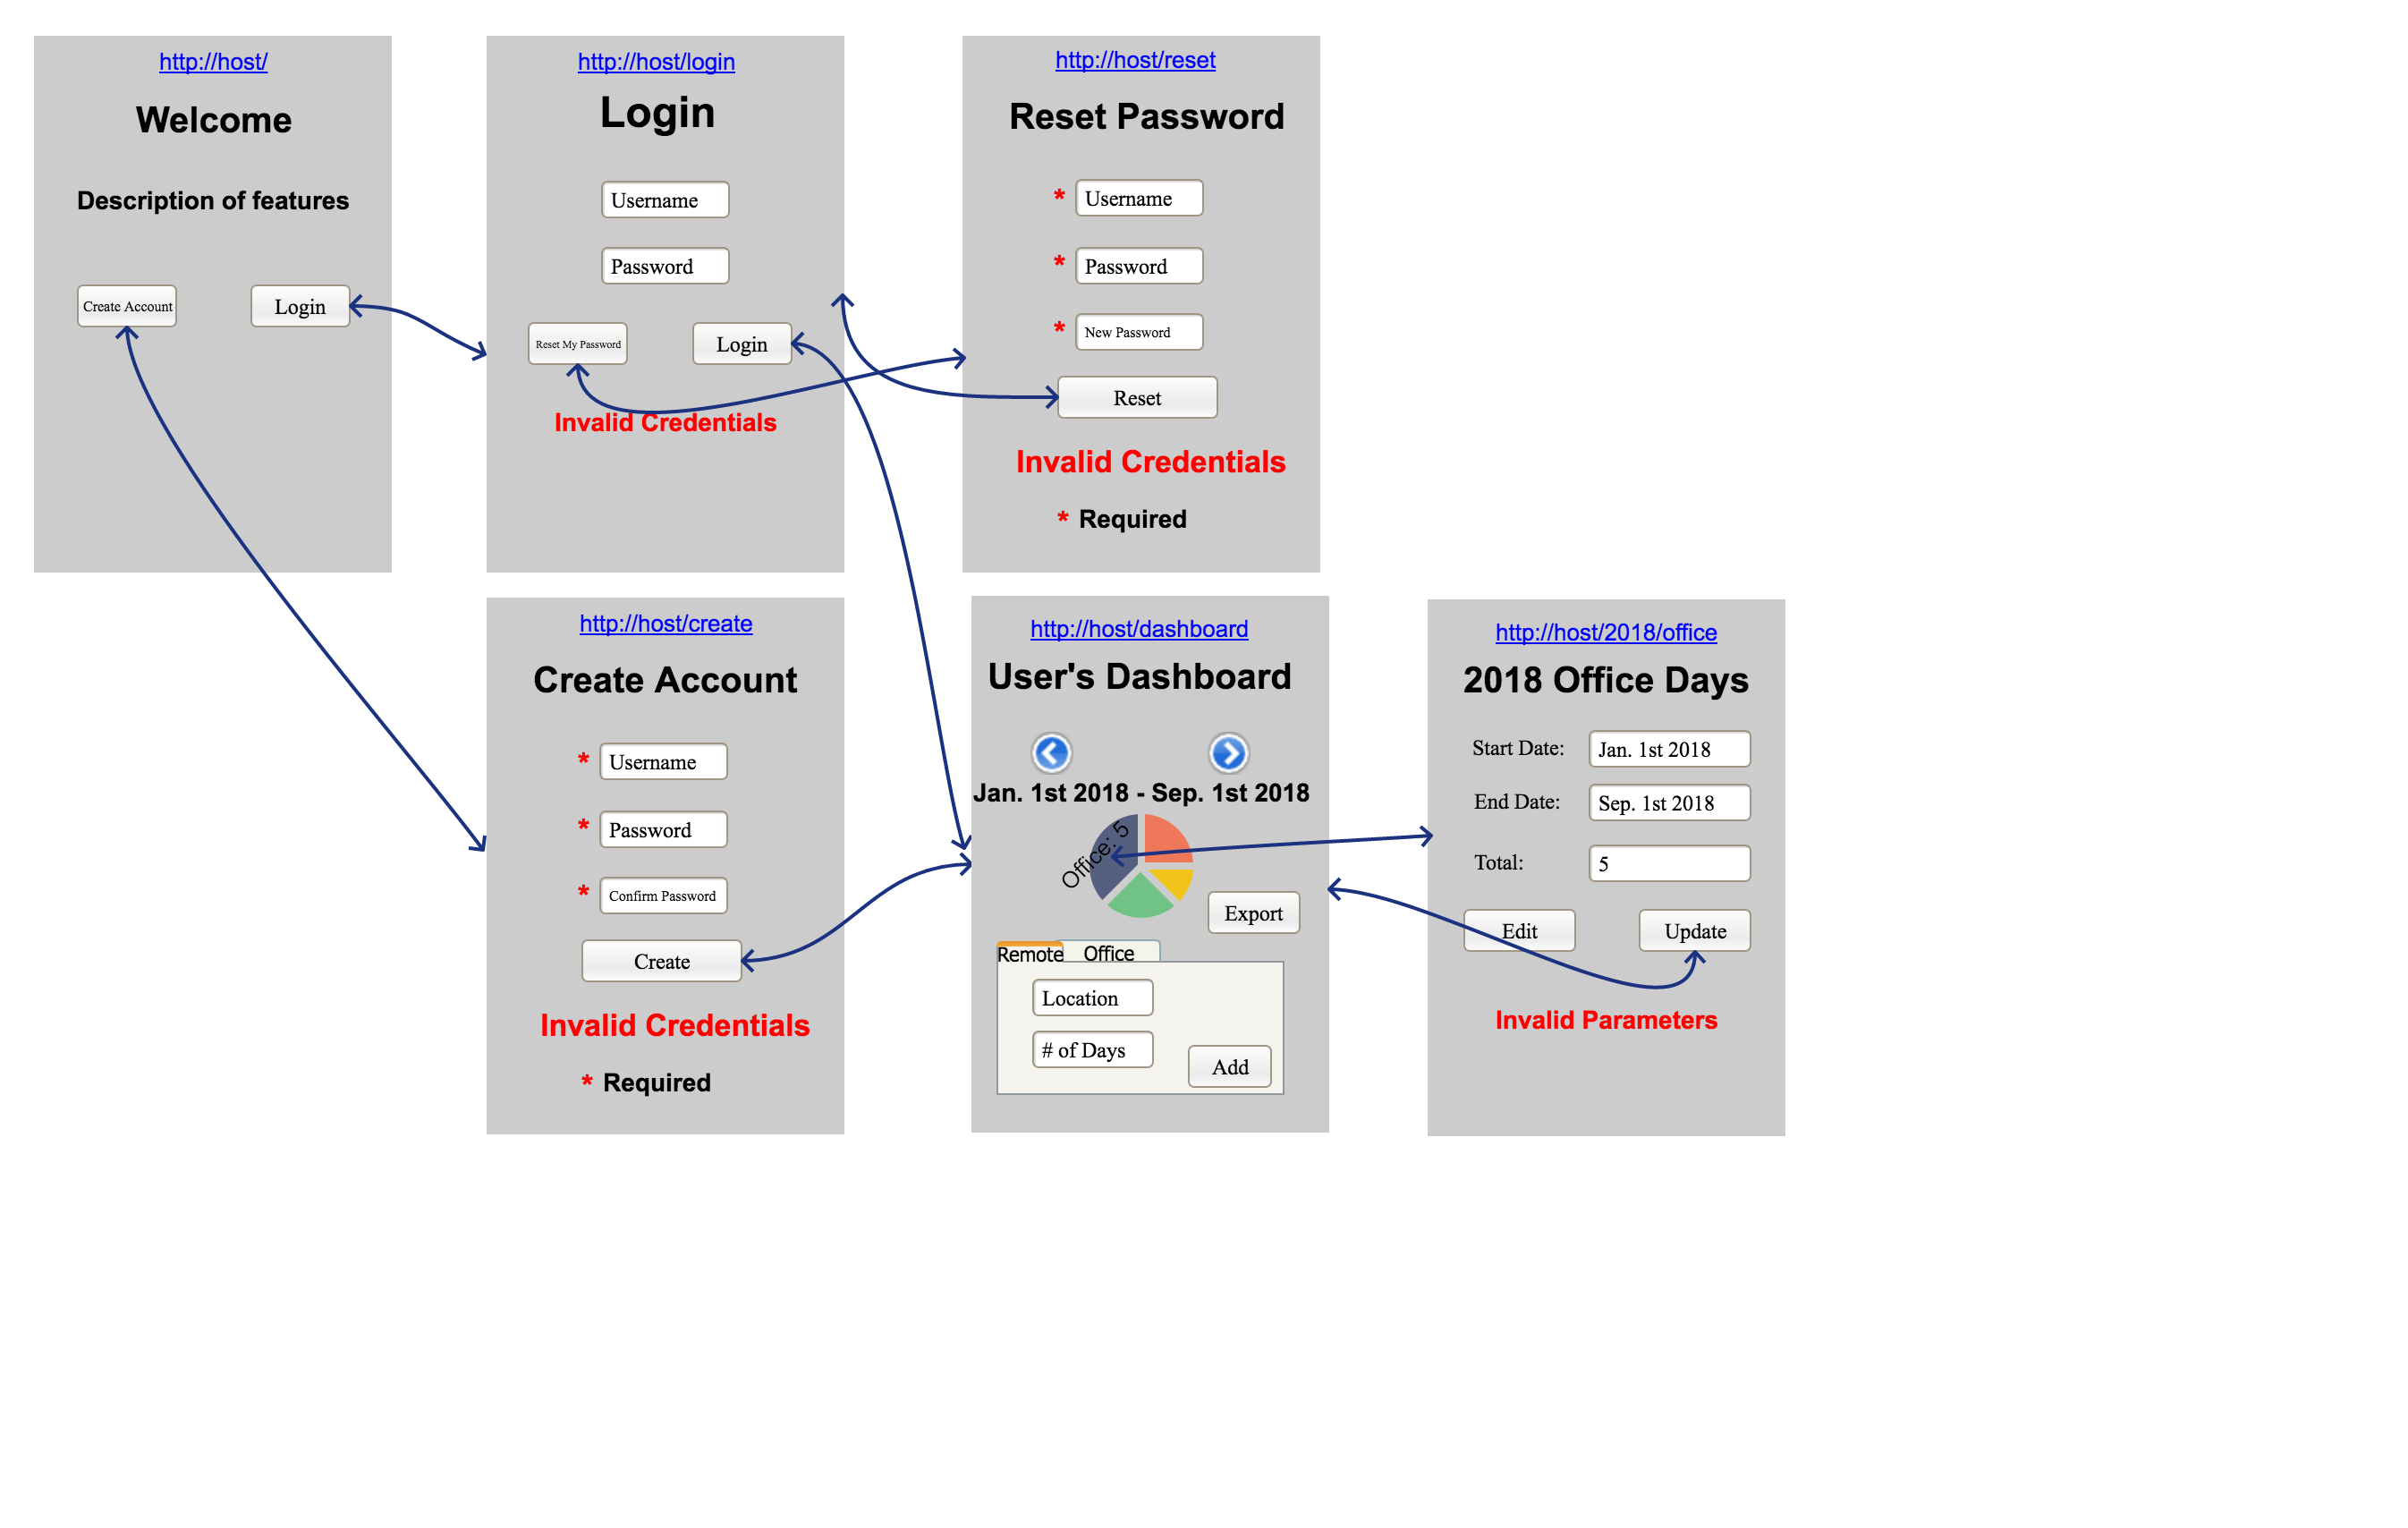 http://host/
Welcome
Description of features
Create Account
Login
http://host/login
Login
Username
Password
Reset My Password
Login
Invalid Credentials
http://host/reset
Reset Password
* Username
* Password
* New Password
Reset
Invalid Credentials
* Required
http://host/create
Create Account
* Username
* Password
* Confirm Password
Create
Invalid Credentials
* Required
http://host/dashboard
User's Dashboard
Jan. 1st 2018 - Sep. 1st 2018
Office: 5
Export
Remote
Office
Location
# of Days
Add
http://host/2018/office
2018 Office Days
Start Date: Jan. 1st 2018
End Date: Sep. 1st 2018
Total: 5
Edit
Update
Invalid Parameters